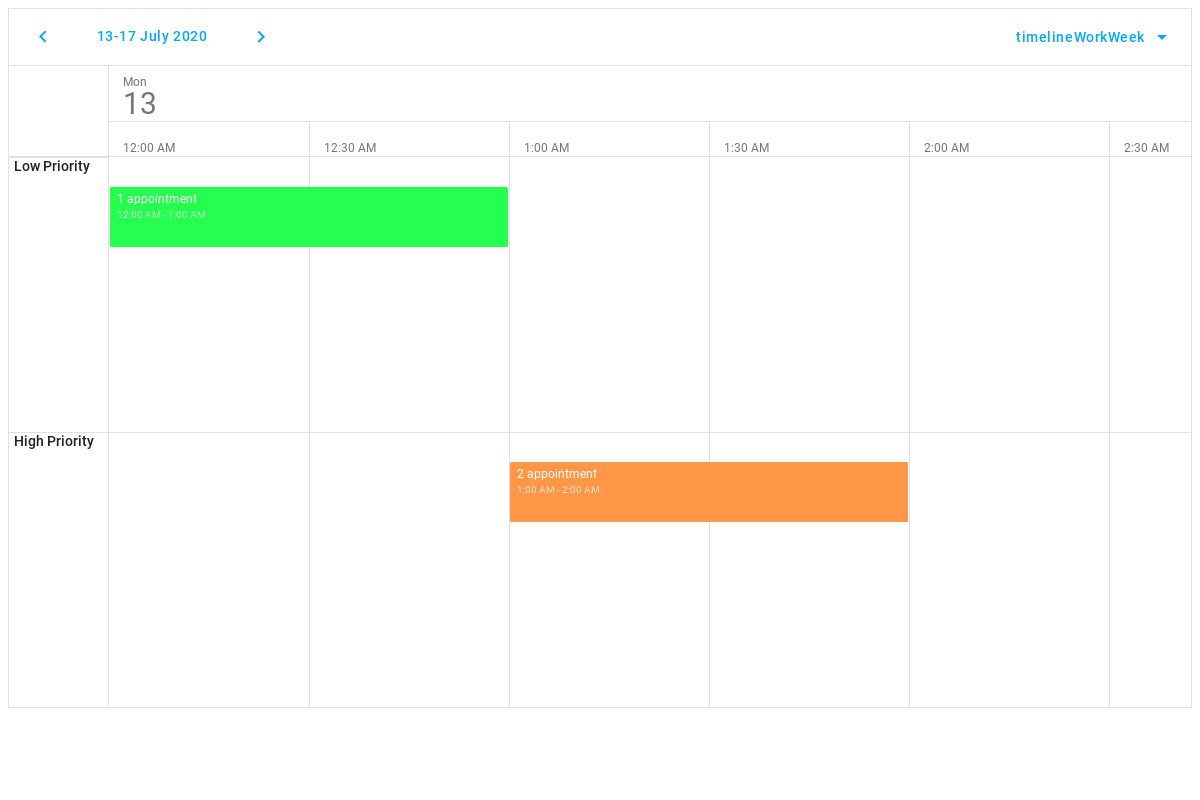 13-17 July 2020
timelineWorkWeek
Mon
13
12:00 AM
12:30 AM
1:00 AM
1:30 AM
2:00 AM
2:30 AM
Low Priority
1 appointment
12:00 AM - 1:00 AM
High Priority
2 appointment
1:00 AM - 2:00 AM